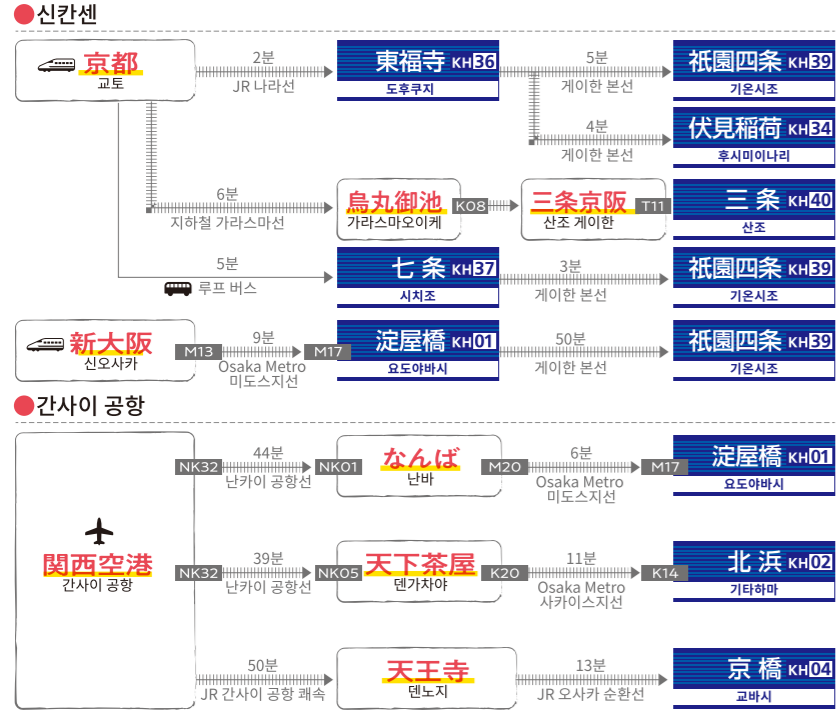 신칸센
京都
교토
2분
JR 나라선
東福寺 KH36
도후쿠지
5분
게이한 본선
祇園四条 KH39
기온시조
4분
게이한 본선
伏見稲荷 KH34
후시미이나리
6분
지하철 가라스마선
烏丸御池 K08
가라스마오이케
三条京阪 T11
산조 게이한
三条 KH40
산조
5분
루프 버스
七条 KH37
시치조
3분
게이한 본선
祇園四条 KH39
기온시조
新大阪
신오사카
M13
9분
Osaka Metro
미도스지선
M17
淀屋橋 KH01
요도야바시
50분
게이한 본선
祇園四条 KH39
기온시조
간사이 공항
関西空港
간사이 공항
NK32
44분
난카이 공항선
NK01
なんば
난바
M20
6분
Osaka Metro
미도스지선
M17
淀屋橋 KH01
요도야바시
NK32
39분
난카이 공항선
NK05
天下茶屋
덴가차야
K20
11분
Osaka Metro
사카이스지선
K14
北浜 KH02
기타하마
50분
JR 간사이 공항 쾌속
天王寺
덴노지
13분
JR 오사카 순환선
京橋 KH04
교바시